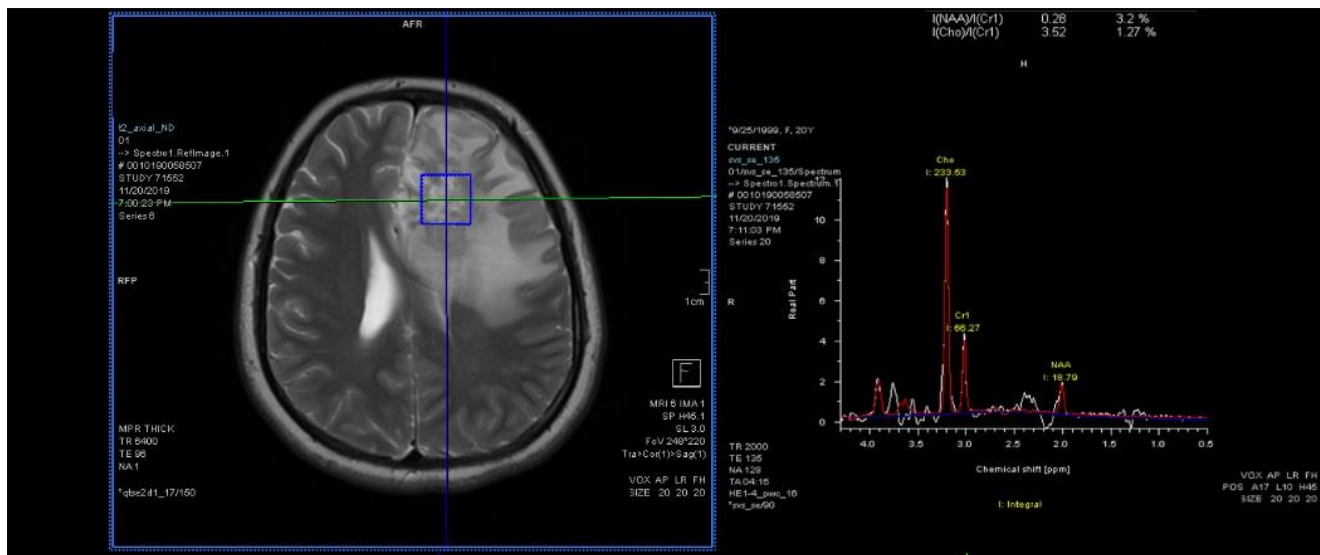 AFR
t2_axial_ND
01
--> Spectro1.RefImage.1
# 0010190058507
STUDY 71552
11/20/2019
7:00:23 PM
Series 6
RFP
1cm
F
MPR THICK
TR 6400
TE 96
NA 1
*qtse2d1_17/150
MRI 6 IMA 1
SP H45.1
SL 3.0
FoV 248*220
Tra>Cor(1)>Sag(1)
VOX AP LR FH
SIZE 20 20 20
I(NAA)/I(Cr1) 0.28 3.2 %
I(Cho)/I(Cr1) 3.52 1.27 %
H
*9/25/1999, F, 20Y
CURRENT
svs_se_135
01/svs_se_135/Spectrum
--> Spectro1.Spectrum.1
# 0010190058507
STUDY 71552
11/20/2019
7:11:03 PM
Series 20
R
TR 2000
TE 135
NA 128
TA 04:16
HE1-4_pwc_16
*svs_se/90
Real Part
12
10
8
6
4
2
0
Cho
I: 233.53
Cr1
I: 66.27
NAA
I: 18.79
4.0 3.0 2.5 2.0 1.0 0.5
Chemical shift [ppm]
I: Integral
VOX AP LR FH
POS A17 L10 H45
SIZE 20 20 20